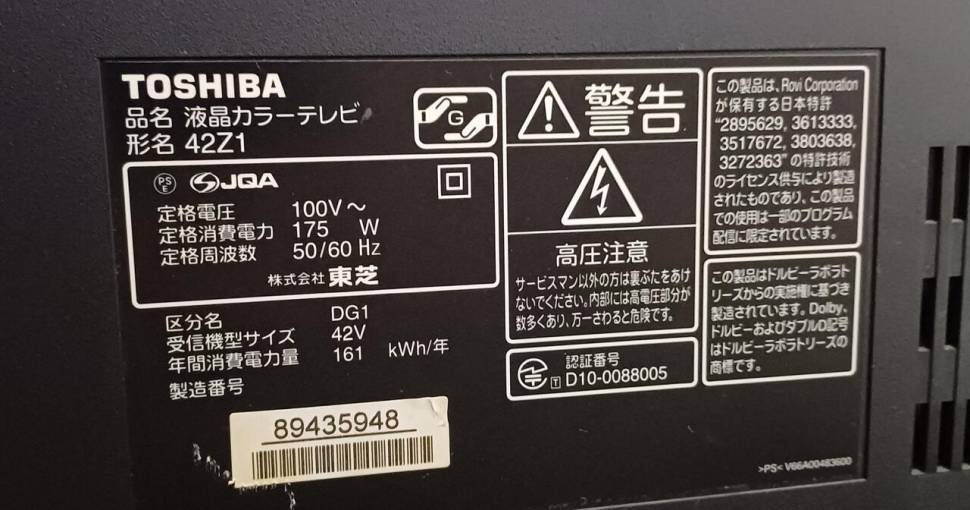 TOSHIBA
品名 液晶カラーテレビ
形名 42Z1
G
PS
E
JQA
定格電圧 100V～
定格消費電力 175 W
定格周波数 50/60 Hz
株式会社 東芝
区分名 DG1
受信機型サイズ 42V
年間消費電力量 161 kWh/年
製造番号
89435948
警告
高圧注意
サービスマン以外の方は裏ぶたをあけ
ないでください。内部には高電圧部分が
数多くあり、万一さわると危険です。
認証番号
T D10-0088005
この製品は、Rovi Corporation
が保有する日本特許
"2895629, 3613333,
3517672, 3803638,
3272363"の特許技術
のライセンス供与により製造
されたものであり、この製品
での使用は一部のプログラム
配信に限定されています。
この製品はドルビーラボラト
リーズからの実施権に基づき
製造されています。Dolby、
ドルビーおよびダブルD記号
はドルビーラボラトリーズの
商標です。
>PS< V66A00483600